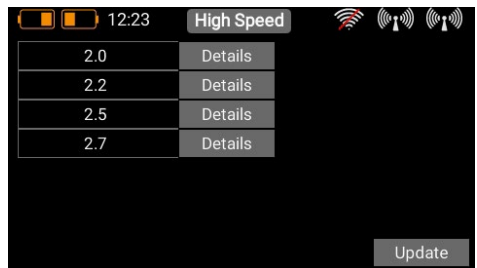 12:23 High Speed
2.0 Details
2.2 Details
2.5 Details
2.7 Details
Update